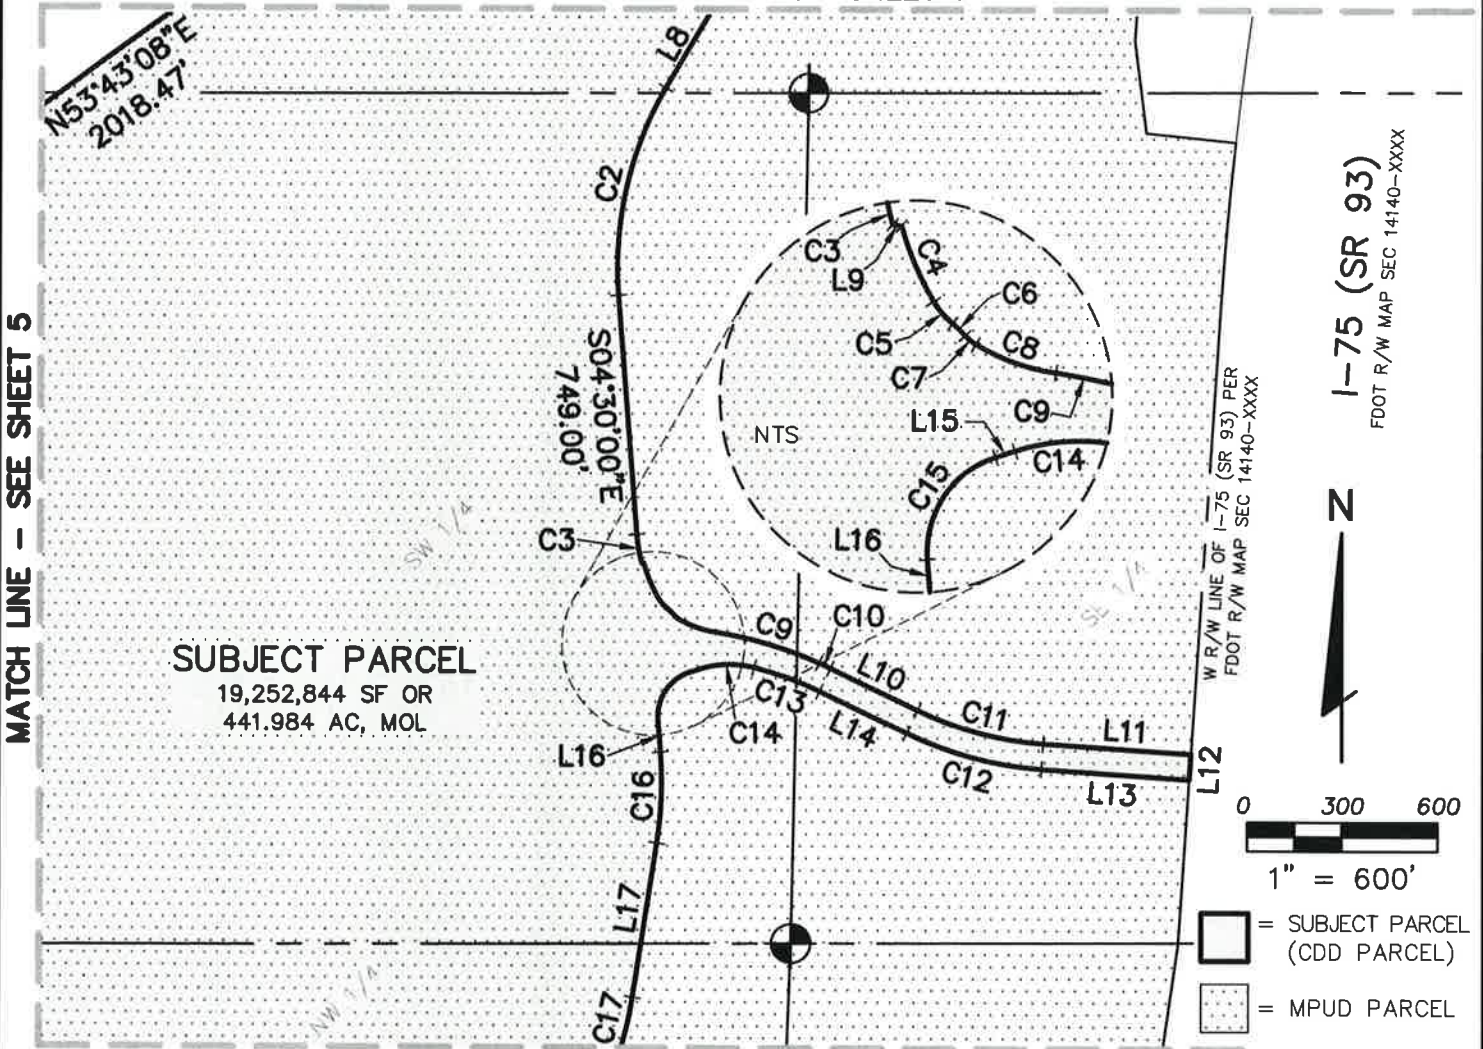 N53°43'08"E
2018.47'
L8
C2
C3
L9
C4
C6
C5
C7
C8
C9
L15
C14
NTS
C15
L16
S04°30'00"E
749.00'
C3
MATCH LINE - SEE SHEET 5
SW 1/4
SUBJECT PARCEL
19,252,844 SF OR
441.984 AC, MOL
C9
C10
L10
C11
L11
L12
C13
L14
C14
C12
L13
L16
C16
L17
C17
NW 1/4
SE 1/4
W R/W LINE OF I-75 (SR 93) PER
FDOT R/W MAP SEC 14140-XXXX
I-75 (SR 93)
FDOT R/W MAP SEC 14140-XXXX
N
0 300 600
1" = 600'
= SUBJECT PARCEL
(CDD PARCEL)
= MPUD PARCEL